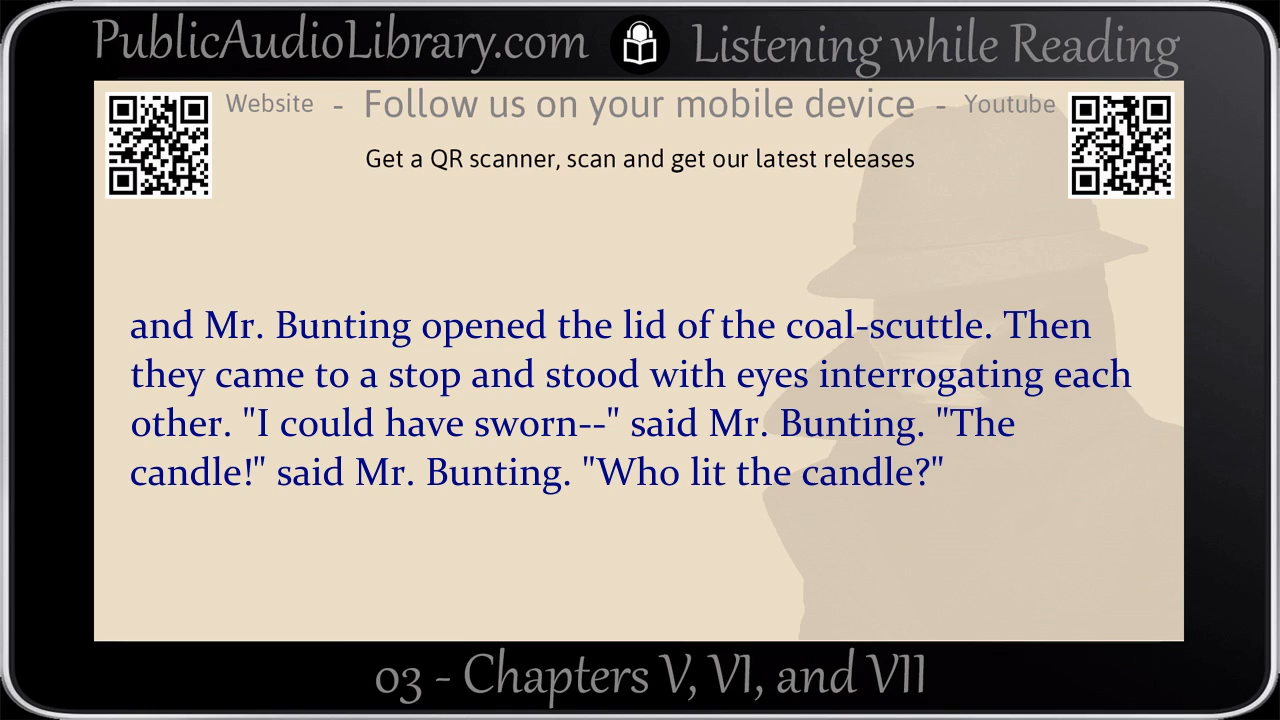 PublicAudioLibrary.com Listening while Reading
Website - Follow us on your mobile device - Youtube
Get a QR scanner, scan and get our latest releases
and Mr. Bunting opened the lid of the coal-scuttle. Then
they came to a stop and stood with eyes interrogating each
other. "I could have sworn--" said Mr. Bunting. "The
candle!" said Mr. Bunting. "Who lit the candle?"
03 - Chapters V, VI, and VII